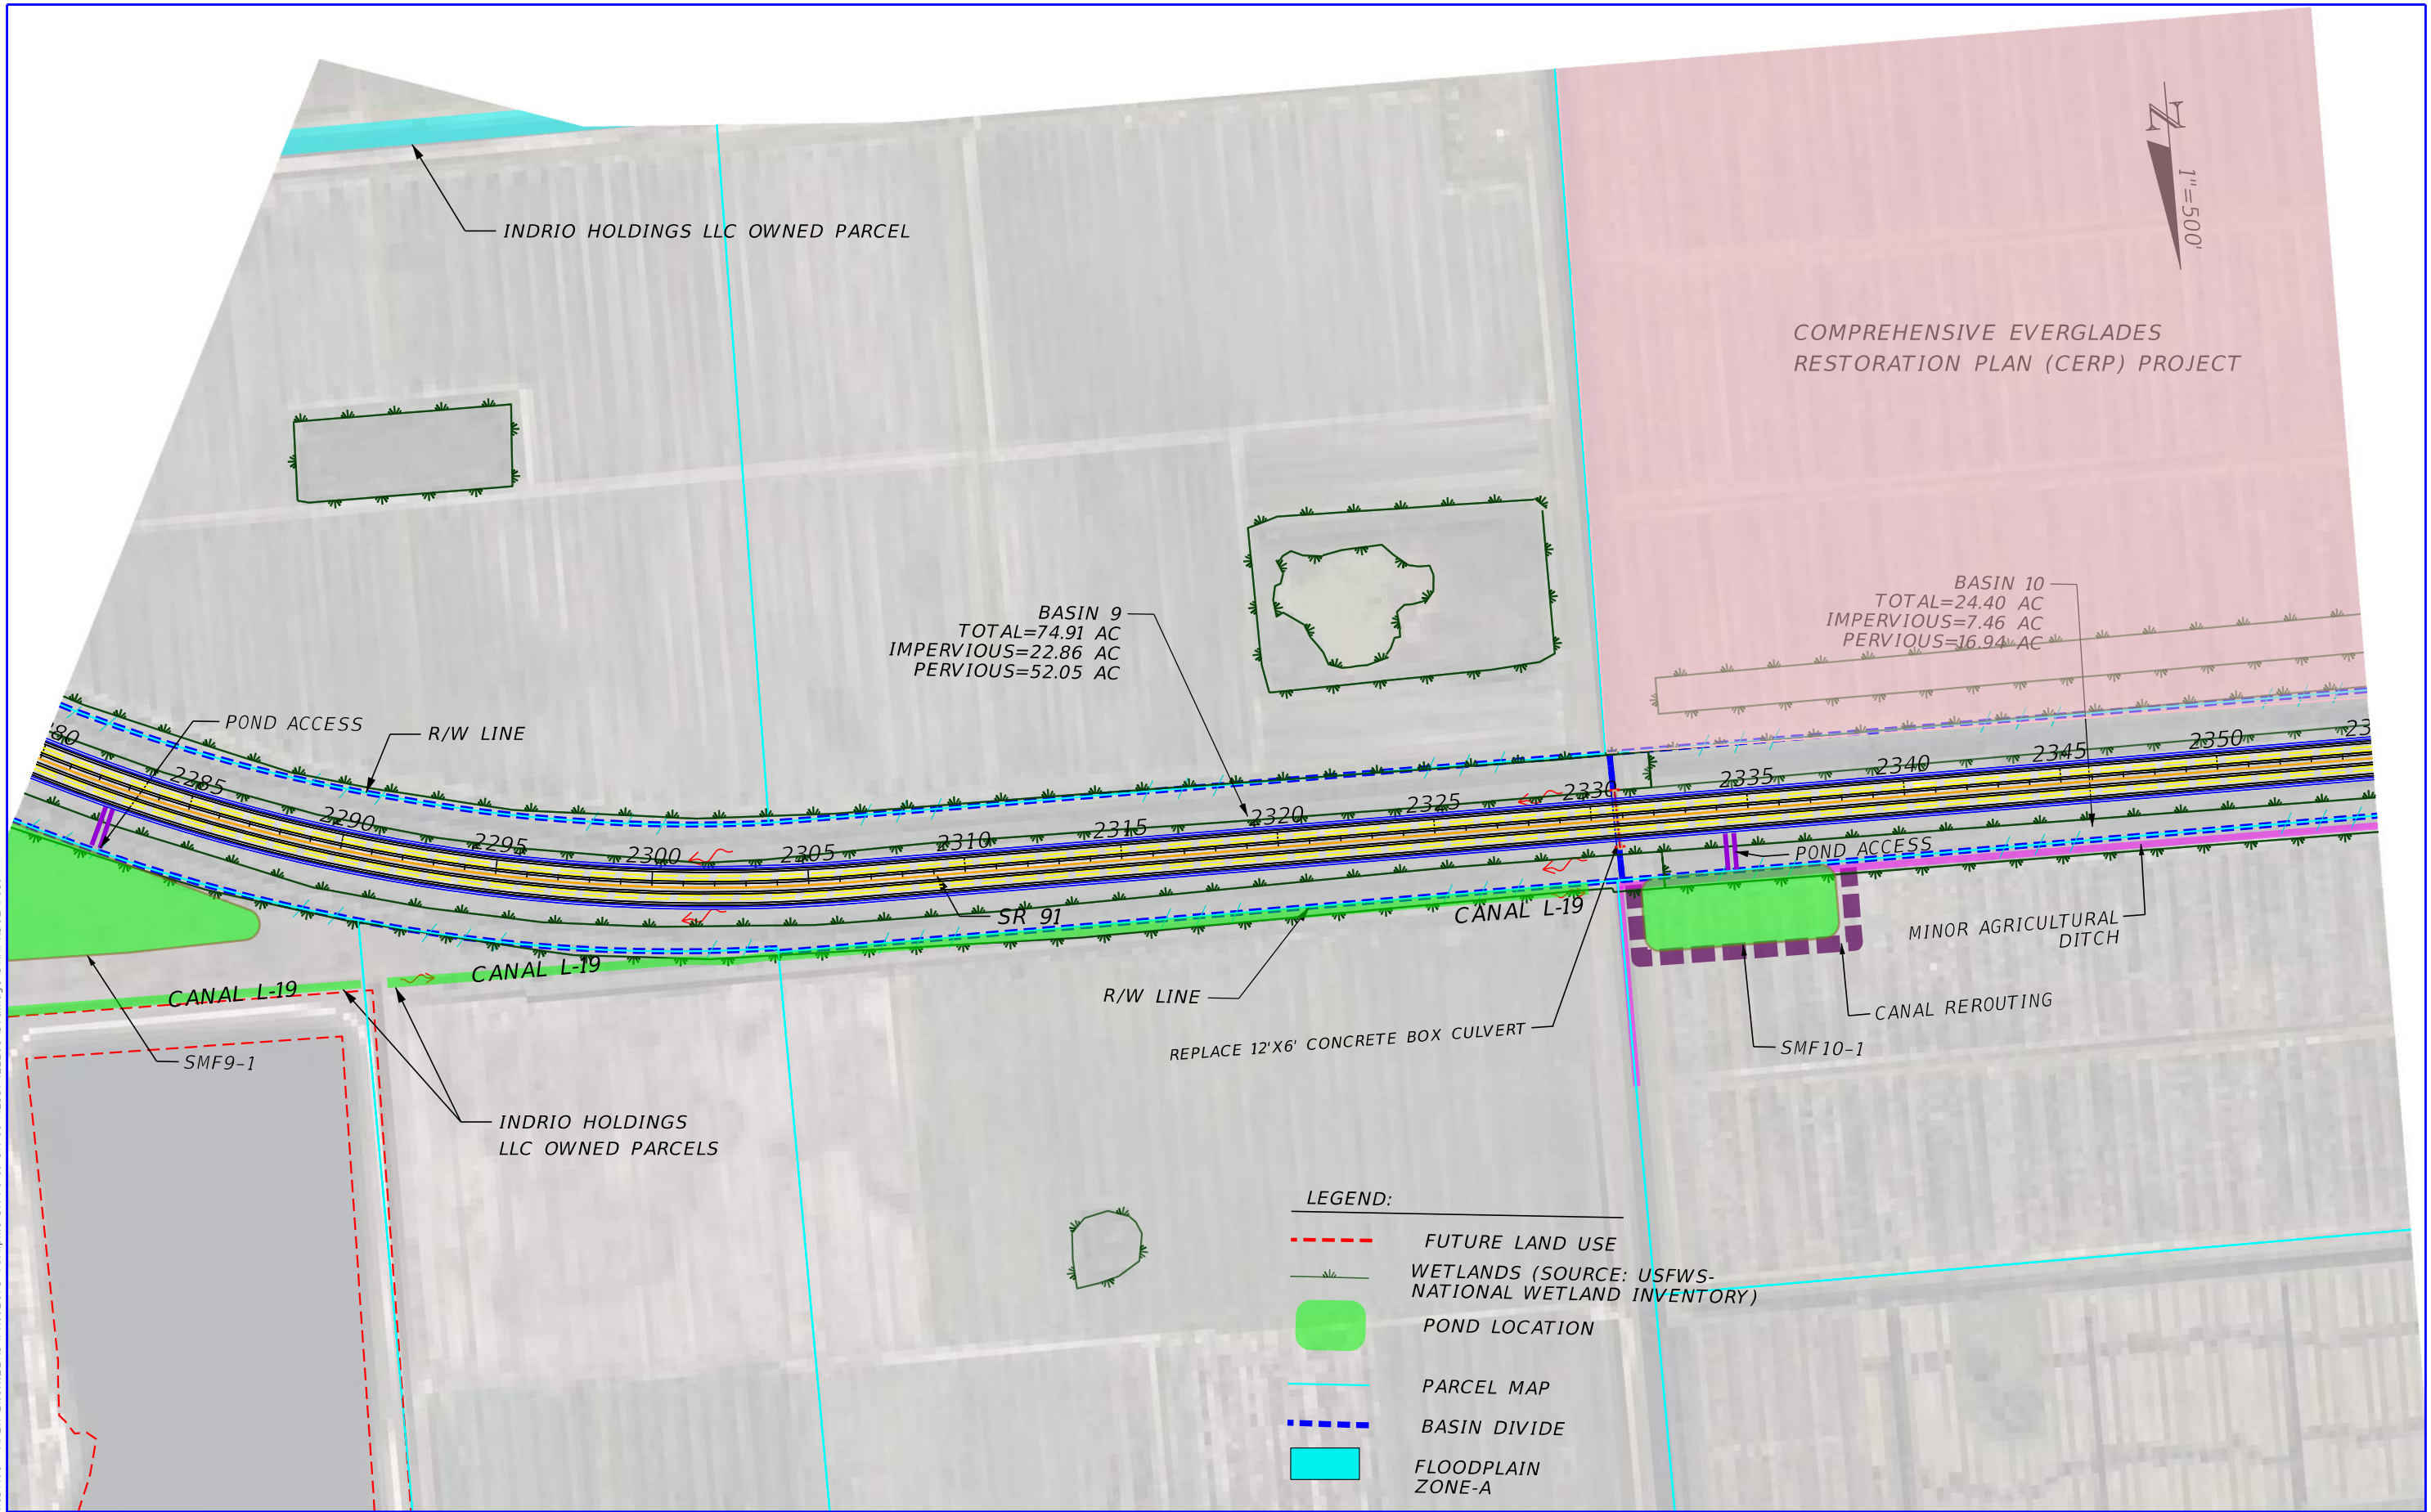 N
1"=500'
INDRIO HOLDINGS LLC OWNED PARCEL
COMPREHENSIVE EVERGLADES
RESTORATION PLAN (CERP) PROJECT
BASIN 9
TOTAL=74.91 AC
IMPERVIOUS=22.86 AC
PERVIOUS=52.05 AC
BASIN 10
TOTAL=24.40 AC
IMPERVIOUS=7.46 AC
PERVIOUS=16.94 AC
POND ACCESS
R/W LINE
80
2285
2290
2295
2300
2305
2310
2315
2320
2325
2330
2335
2340
2345
2350
23
POND ACCESS
SR 91
CANAL L-19
CANAL L-19
CANAL L-19
MINOR AGRICULTURAL
DITCH
R/W LINE
CANAL REROUTING
REPLACE 12'X6' CONCRETE BOX CULVERT
SMF10-1
SMF9-1
INDRIO HOLDINGS
LLC OWNED PARCELS
LEGEND:
FUTURE LAND USE
WETLANDS (SOURCE: USFWS-
NATIONAL WETLAND INVENTORY)
POND LOCATION
PARCEL MAP
BASIN DIVIDE
FLOODPLAIN
ZONE-A